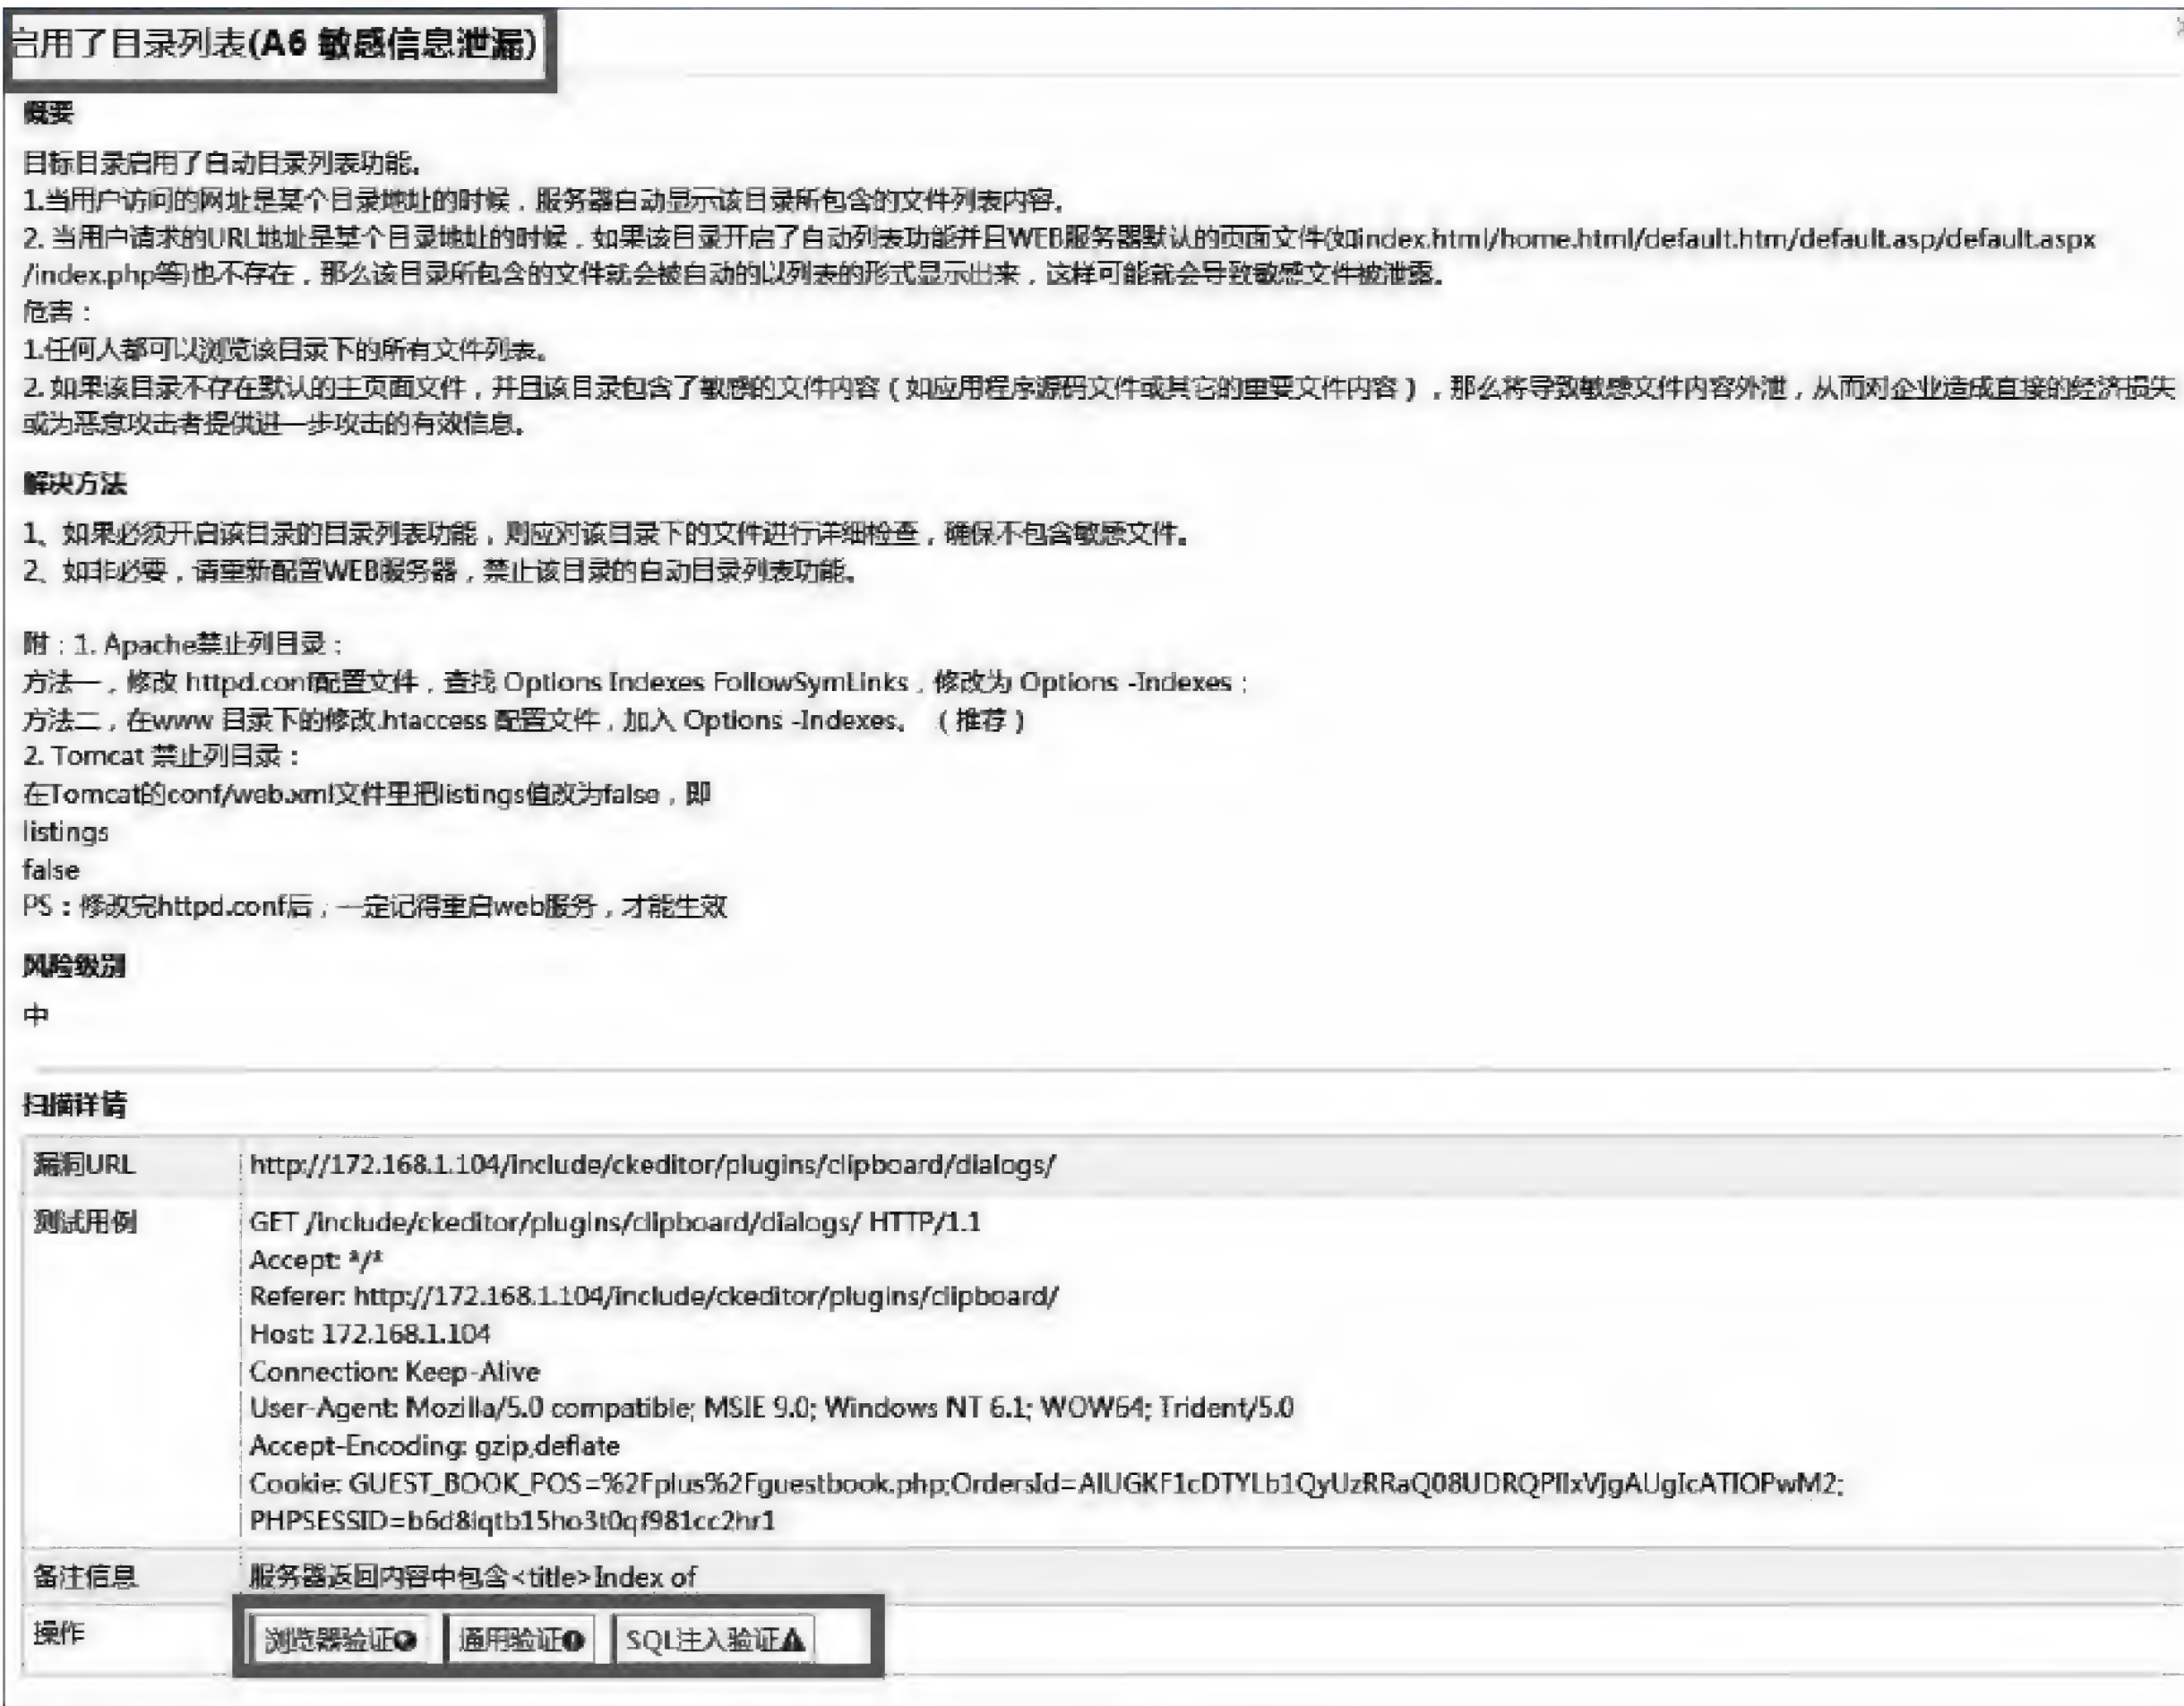 启用了目录列表(A6 敏感信息泄漏)
概要
目标目录启用了自动目录列表功能。
1.当用户访问的网址是某个目录地址的时候，服务器自动显示该目录所包含的文件列表内容。
2. 当用户请求的URL地址是某个目录地址的时候，如果该目录开启了自动列表功能并且WEB服务器默认的页面文件(如index.html/home.html/default.htm/default.asp/default.aspx
/index.php等)也不存在，那么该目录所包含的文件就会被自动的以列表的形式显示出来，这样可能就会导致敏感文件被泄露。
危害：
1.任何人都可以浏览该目录下的所有文件列表。
2. 如果该目录不存在默认的主页面文件，并且该目录包含了敏感的文件内容（如应用程序源码文件或其它的重要文件内容），那么将导致敏感文件内容外泄，从而对企业造成直接的经济损失
或为恶意攻击者提供进一步攻击的有效信息。
解决方法
1、如果必须开启该目录的目录列表功能，则应对该目录下的文件进行详细检查，确保不包含敏感文件。
2、如非必要，请重新配置WEB服务器，禁止该目录的自动目录列表功能。
附：1. Apache禁止列目录：
方法一，修改 httpd.conf配置文件，查找 Options Indexes FollowSymLinks，修改为 Options -Indexes；
方法二，在www 目录下的修改.htaccess 配置文件，加入 Options -Indexes。（推荐）
2. Tomcat 禁止列目录：
在Tomcat的conf/web.xml文件里把listings值改为false，即
listings
false
PS：修改完httpd.conf后，一定记得重启web服务，才能生效
风险级别
中
扫描详情
漏洞URL http://172.168.1.104/include/ckeditor/plugins/clipboard/dialogs/
测试用例 GET /include/ckeditor/plugins/clipboard/dialogs/ HTTP/1.1
Accept: */*
Referer: http://172.168.1.104/include/ckeditor/plugins/clipboard/
Host: 172.168.1.104
Connection: Keep-Alive
User-Agent: Mozilla/5.0 compatible; MSIE 9.0; Windows NT 6.1; WOW64; Trident/5.0
Accept-Encoding: gzip,deflate
Cookie: GUEST_BOOK_POS=%2Fplus%2Fguestbook.php;
备注信息 服务器返回内容中包含<title>Index of
操作 浏览器验证 通用验证 SQL注入验证